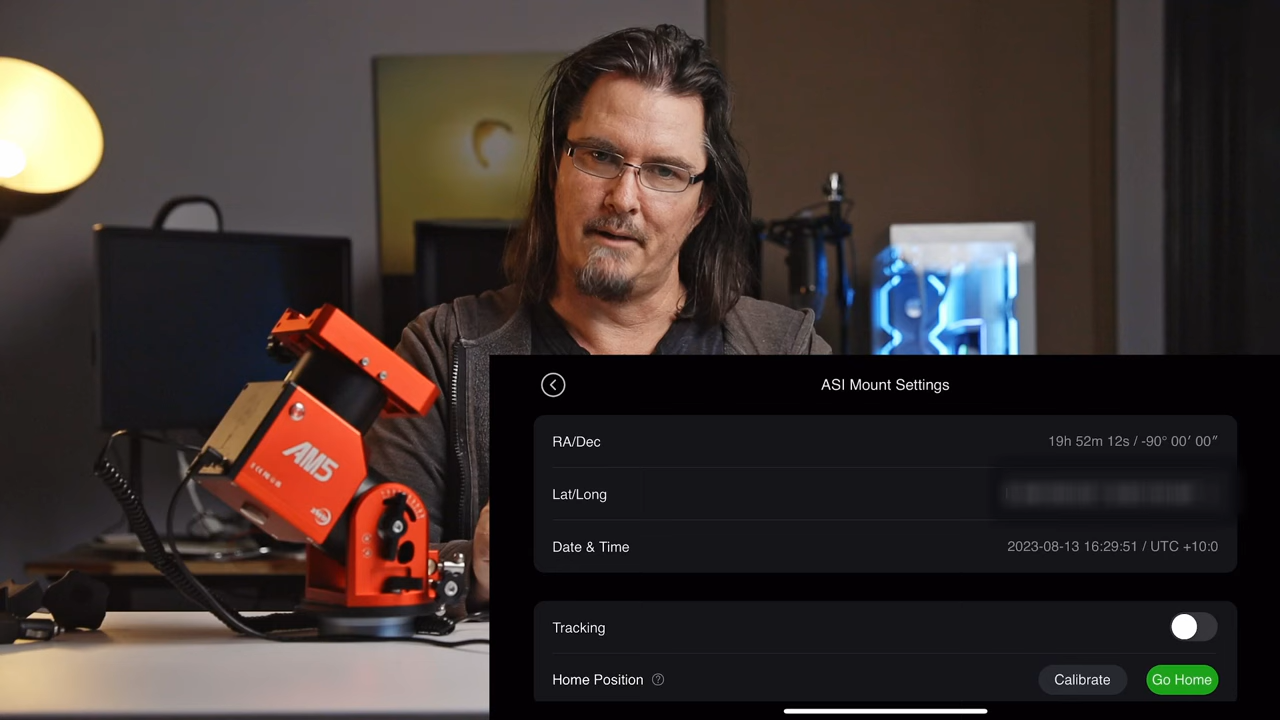 AM5
ASI Mount Settings
RA/Dec 19h 52m 12s / -90° 00′ 00″
Lat/Long
Date & Time 2023-08-13 16:29:51 / UTC +10:0
Tracking
Home Position ? Calibrate Go Home